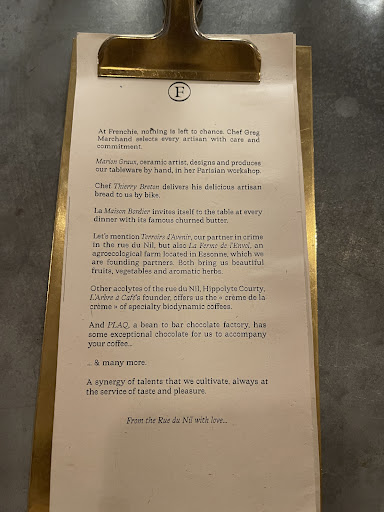 F
At Frenchie, nothing is left to chance. Chef Greg
Marchand selects every artisan with care and
commitment.
Marion Graux, ceramic artist, designs and produces
our tableware by hand, in her Parisian workshop.
Chef Thierry Breton delivers his delicious artisan
bread to us by bike.
La Maison Bordier invites itself to the table at every
dinner with its famous churned butter.
Let's mention Terroirs d'Avenir, our partner in crime
in the rue du Nil, but also La Ferme de l'Envol, an
agroecological farm located in Essonne, which we
are founding partners. Both bring us beautiful
fruits, vegetables and aromatic herbs.
Other acolytes of the rue du Nil, Hippolyte Courty,
L'Arbre à Café's founder, offers us the « crème de la
crème » of specialty biodynamic coffees.
And PLAQ, a bean to bar chocolate factory, has
some exceptional chocolate for us to accompany
your coffee...
... & many more.
A synergy of talents that we cultivate, always at
the service of taste and pleasure.
From the Rue du Nil with love...